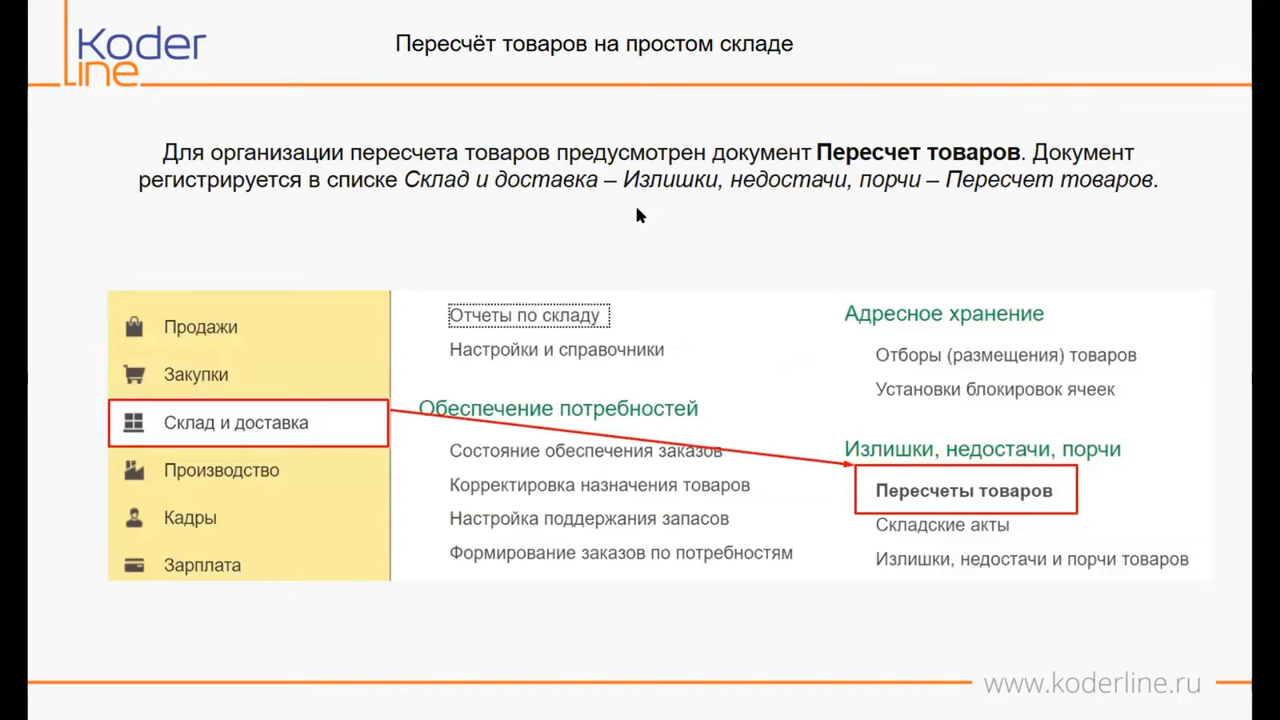 Koder
line
Пересчёт товаров на простом складе
Для организации пересчета товаров предусмотрен документ Пересчет товаров. Документ
регистрируется в списке Склад и доставка – Излишки, недостачи, порчи – Пересчет товаров.
Продажи
Закупки
Склад и доставка
Производство
Кадры
Зарплата
Отчеты по складу
Настройки и справочники
Обеспечение потребностей
Состояние обеспечения заказов
Корректировка назначения товаров
Настройка поддержания запасов
Формирование заказов по потребностям
Адресное хранение
Отборы (размещения) товаров
Установки блокировок ячеек
Излишки, недостачи, порчи
Пересчеты товаров
Складские акты
Излишки, недостачи и порчи товаров
www.koderline.ru